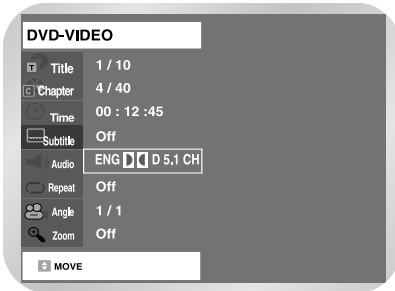 DVD-VIDEO
T Title 1 / 10
C Chapter 4 / 40
Time 00 : 12 :45
Subtitle Off
Audio ENG D 5.1 CH
Repeat Off
Angle 1 / 1
Zoom Off
MOVE